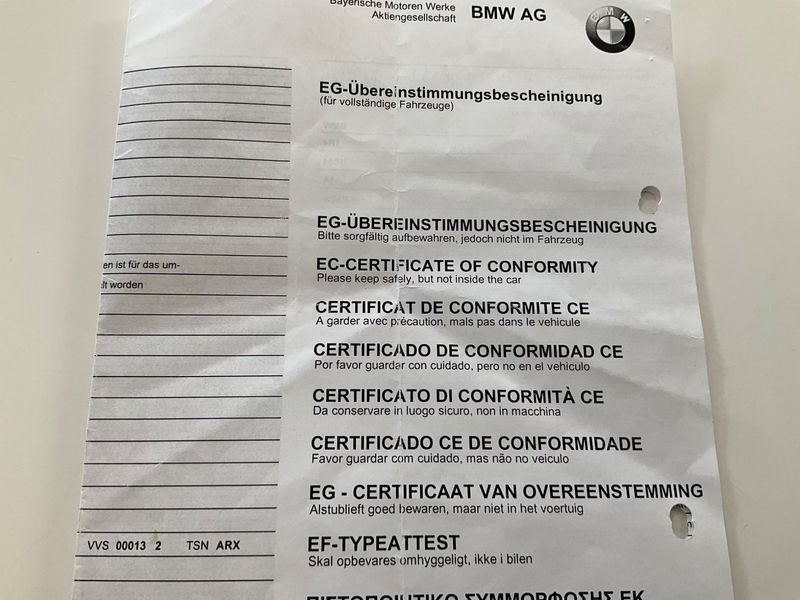 Bayerische Motoren Werke
Aktiengesellschaft
BMW AG
BMW
EG-Übereinstimmungsbescheinigung
(für vollständige Fahrzeuge)
EG-ÜBEREINSTIMMUNGSBESCHEINIGUNG
Bitte sorgfältig aufbewahren, jedoch nicht im Fahrzeug
en ist für das um-
lt worden
EC-CERTIFICATE OF CONFORMITY
Please keep safely, but not inside the car
CERTIFICAT DE CONFORMITE CE
A garder avec précaution, mais pas dans le vehicule
CERTIFICADO DE CONFORMIDAD CE
Por favor guardar con cuidado, pero no en el vehiculo
CERTIFICATO DI CONFORMITÀ CE
Da conservare in luogo sicuro, non in macchina
CERTIFICADO CE DE CONFORMIDADE
Favor guardar com cuidado, mas não no veiculo
EG - CERTIFICAAT VAN OVEREENSTEMMING
Alstublieft goed bewaren, maar niet in het voertuig
VVS 00013 2 TSN ARX
EF-TYPEATTEST
Skal opbevares omhyggeligt, ikke i bilen
ΠΙΣΤΟΠΟΙΗΤΙΚΟ ΣΥΜΜΟΡΦΩΣΗΣ ΕΚ